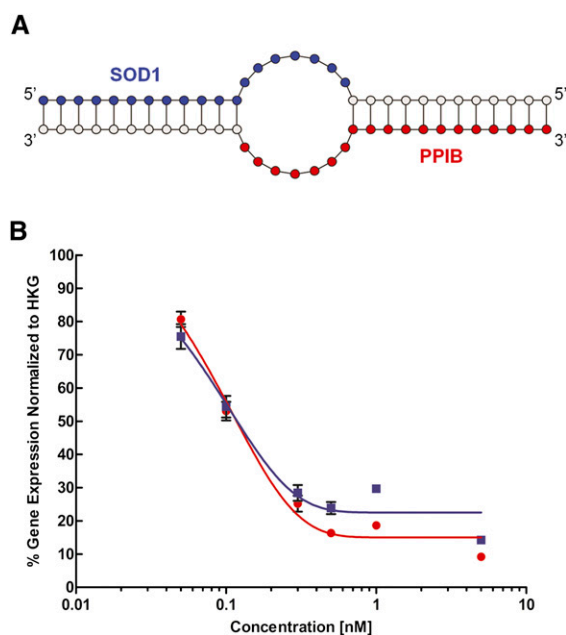 A
SOD1
5' 5'
3' 3'
PPIB
B
100
90
80
70
60
50
40
30
20
10
0
% Gene Expression Normalized to HKG
0.01 0.1 1 10
Concentration [nM]